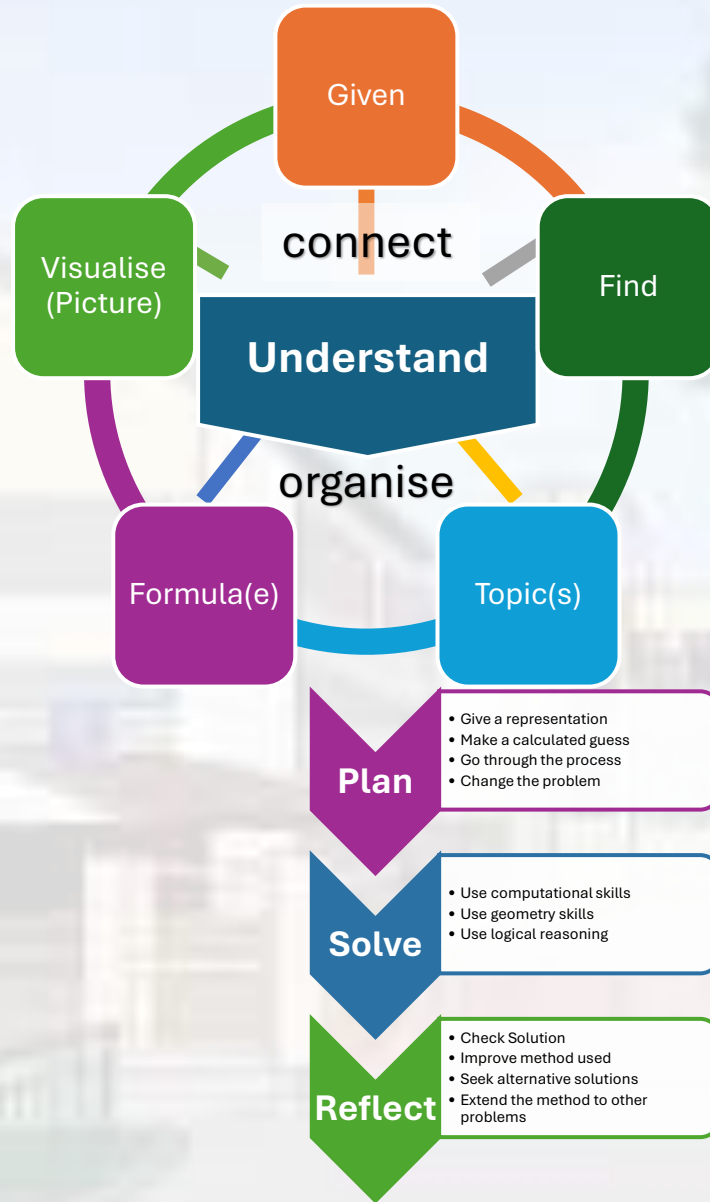 Given
connect
Visualise
(Picture)
Find
Understand
organise
Formula(e)
Topic(s)
Plan
• Give a representation
• Make a calculated guess
• Go through the process
• Change the problem
Solve
• Use computational skills
• Use geometry skills
• Use logical reasoning
Reflect
• Check Solution
• Improve method used
• Seek alternative solutions
• Extend the method to other
problems